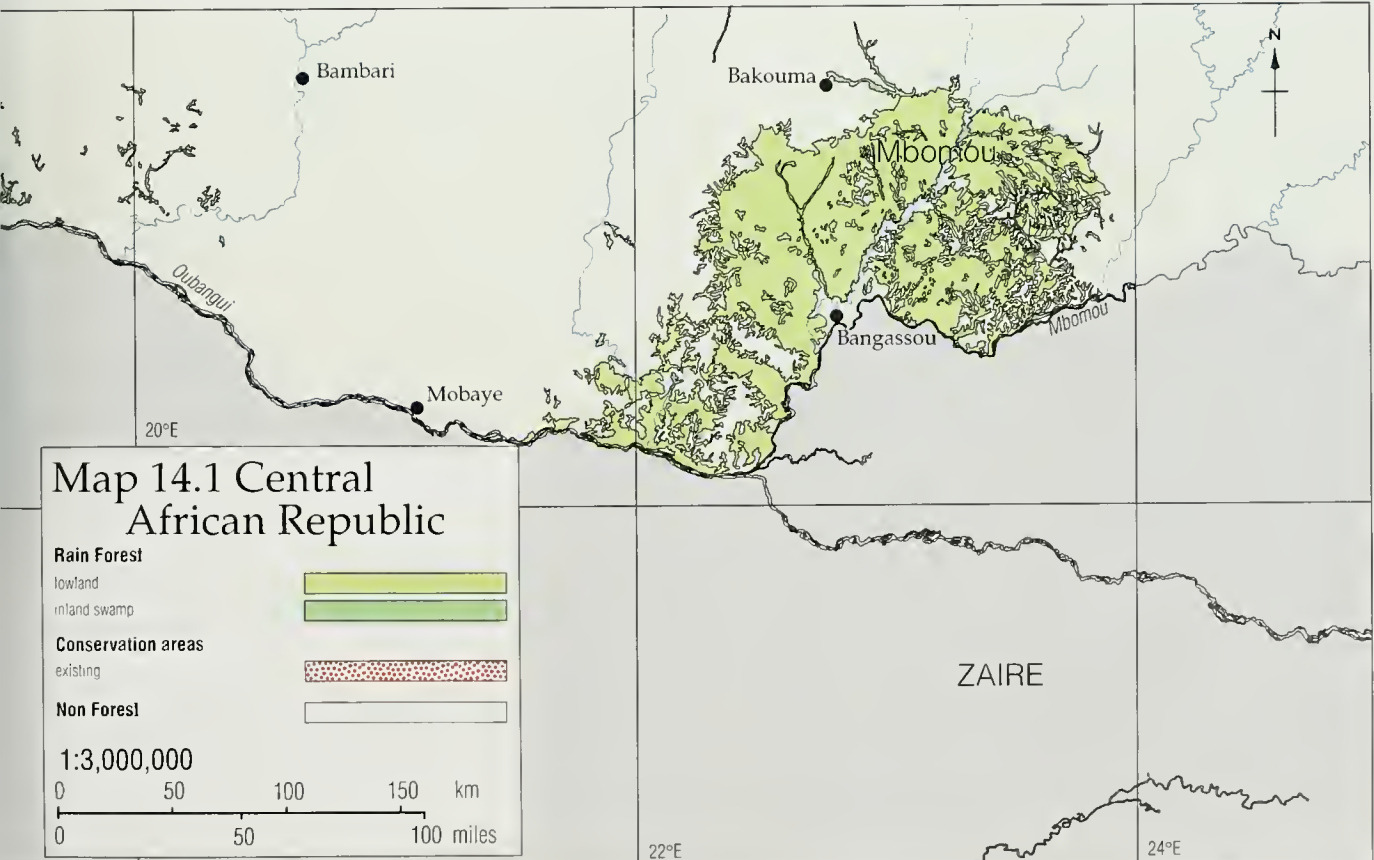 N
Bambari
Bakouma
Mbomou
Oubangui
Bangassou
Mbomou
Mobaye
20°E
Map 14.1 Central
African Republic
Rain Forest
lowland
inland swamp
Conservation areas
existing
Non Forest
1:3,000,000
0 50 100 150 km
0 50 100 miles
ZAIRE
22°E
24°E